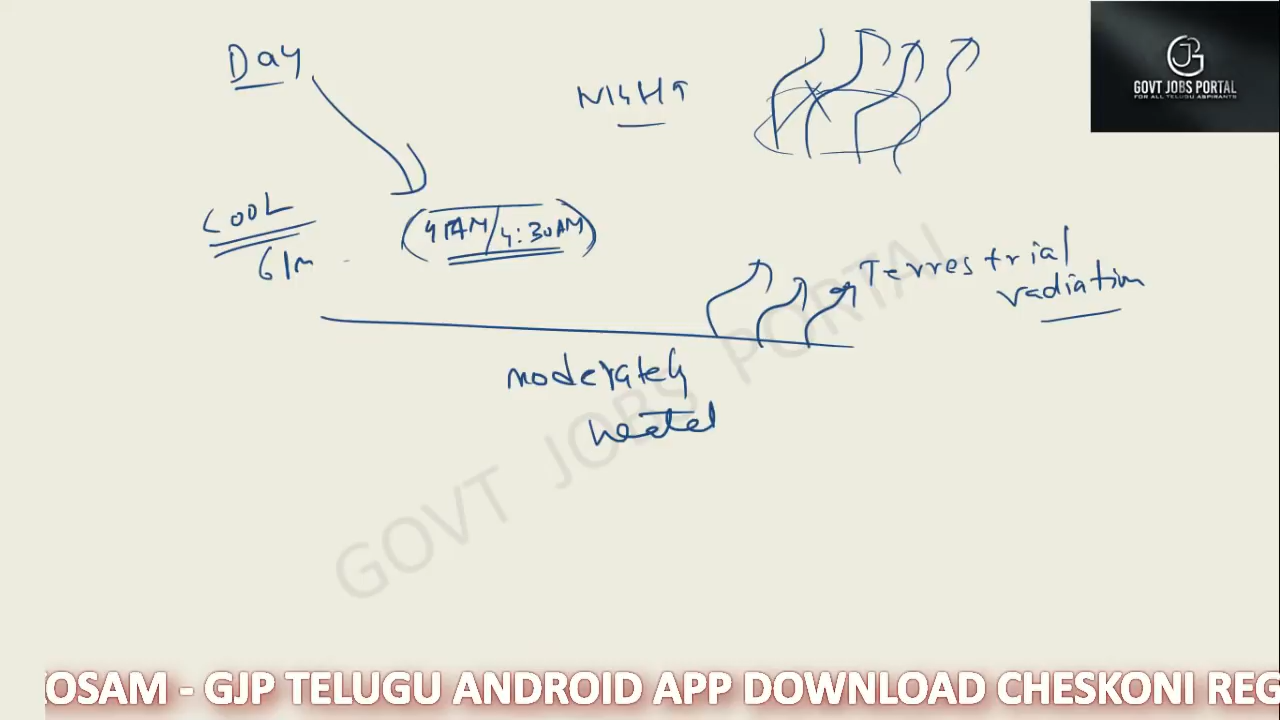 Day
NIGHT
GOVT JOBS PORTAL
FOR ALL TELUGU ASPIRANTS
COOL
(4AM/4:30AM)
Terrestrial
radiation
moderately
heated
GOVT JOBS PORTAL
OSAM - GJP TELUGU ANDROID APP DOWNLOAD CHESKONI REG